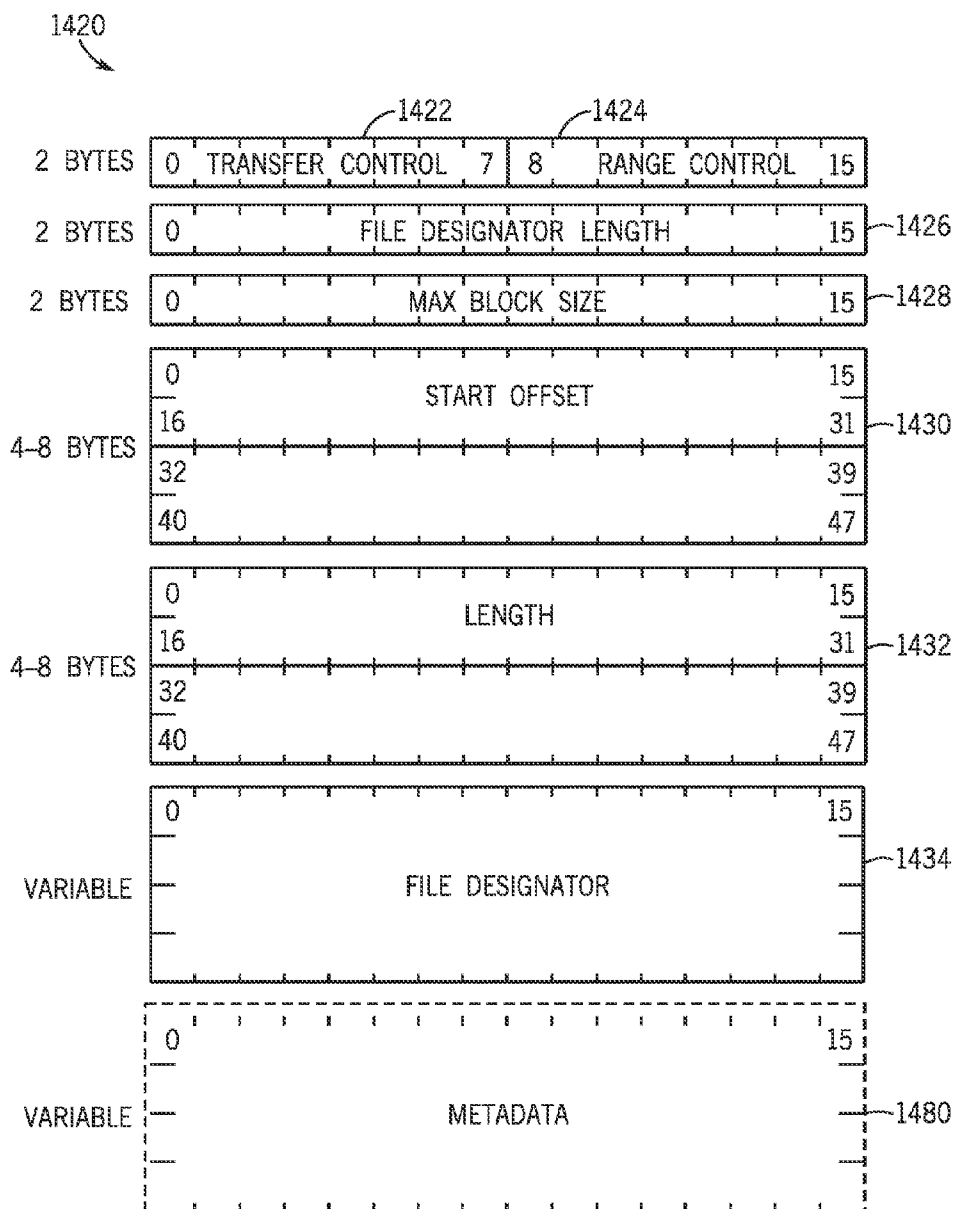 1420
1422 1424
2 BYTES 0 TRANSFER CONTROL 7 8 RANGE CONTROL 15
2 BYTES 0 FILE DESIGNATOR LENGTH 15 1426
2 BYTES 0 MAX BLOCK SIZE 15 1428
0 15
START OFFSET
16 31 1430
4-8 BYTES
32 39
40 47
0 15
LENGTH
16 31 1432
4-8 BYTES
32 39
40 47
0 15
1434
VARIABLE FILE DESIGNATOR
0 15
VARIABLE METADATA 1480